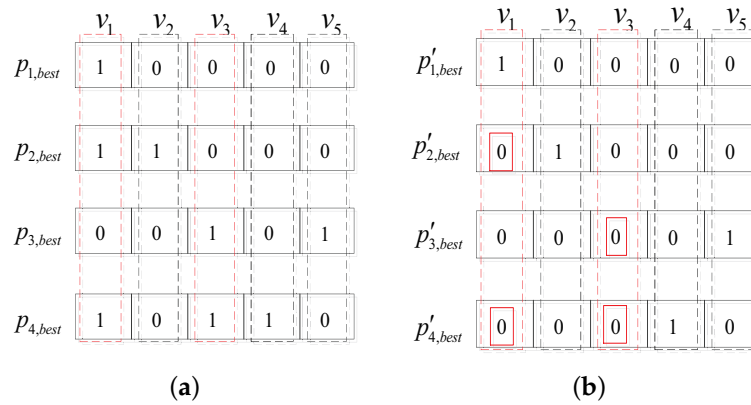 v1 v2 v3 v4 v5
p1,best 1 0 0 0 0
p2,best 1 1 0 0 0
p3,best 0 0 1 0 1
p4,best 1 0 1 1 0
(a)
v1 v2 v3 v4 v5
p′1,best 1 0 0 0 0
p′2,best 0 1 0 0 0
p′3,best 0 0 0 0 1
p′4,best 0 0 0 1 0
(b)